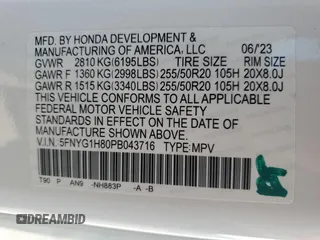 MFD. BY HONDA DEVELOPMENT &
MANUFACTURING OF AMERICA, LLC 06/23
GVWR 2810 KG (6195 LBS) TIRE SIZE RIM SIZE
GAWR F 1360 KG (2998 LBS) 255/50R20 105H 20X8.0J
GAWR R 1515 KG (3340 LBS) 255/50R20 105H 20X8.0J
THIS VEHICLE CONFORMS TO ALL APPLICABLE
FEDERAL MOTOR VEHICLE SAFETY
STANDARDS IN EFFECT ON THE DATE OF
MANUFACTURE SHOWN ABOVE.
V.I.N. 5FNYG1H80PB043716 TYPE: MPV
T90 P AN9 -NH883P -A -B
DREAMBID